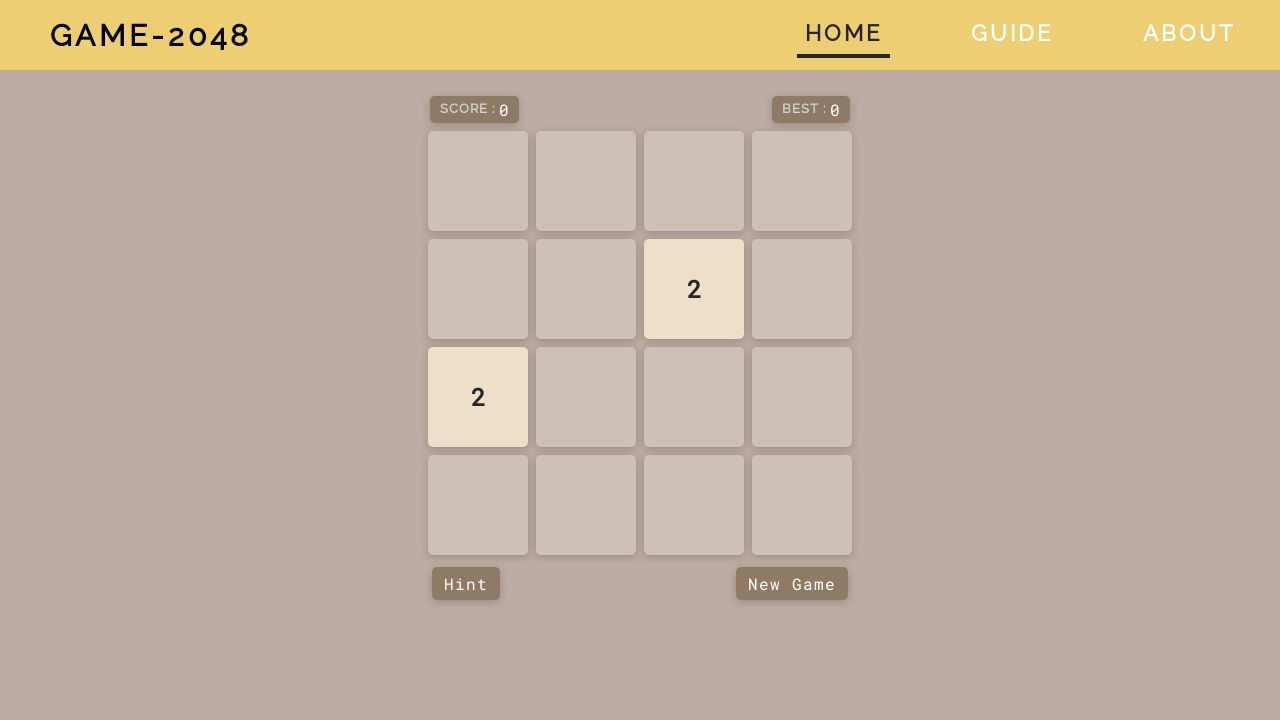 GAME-2048
HOME
GUIDE
ABOUT
SCORE : 0
BEST : 0
2
2
Hint
New Game